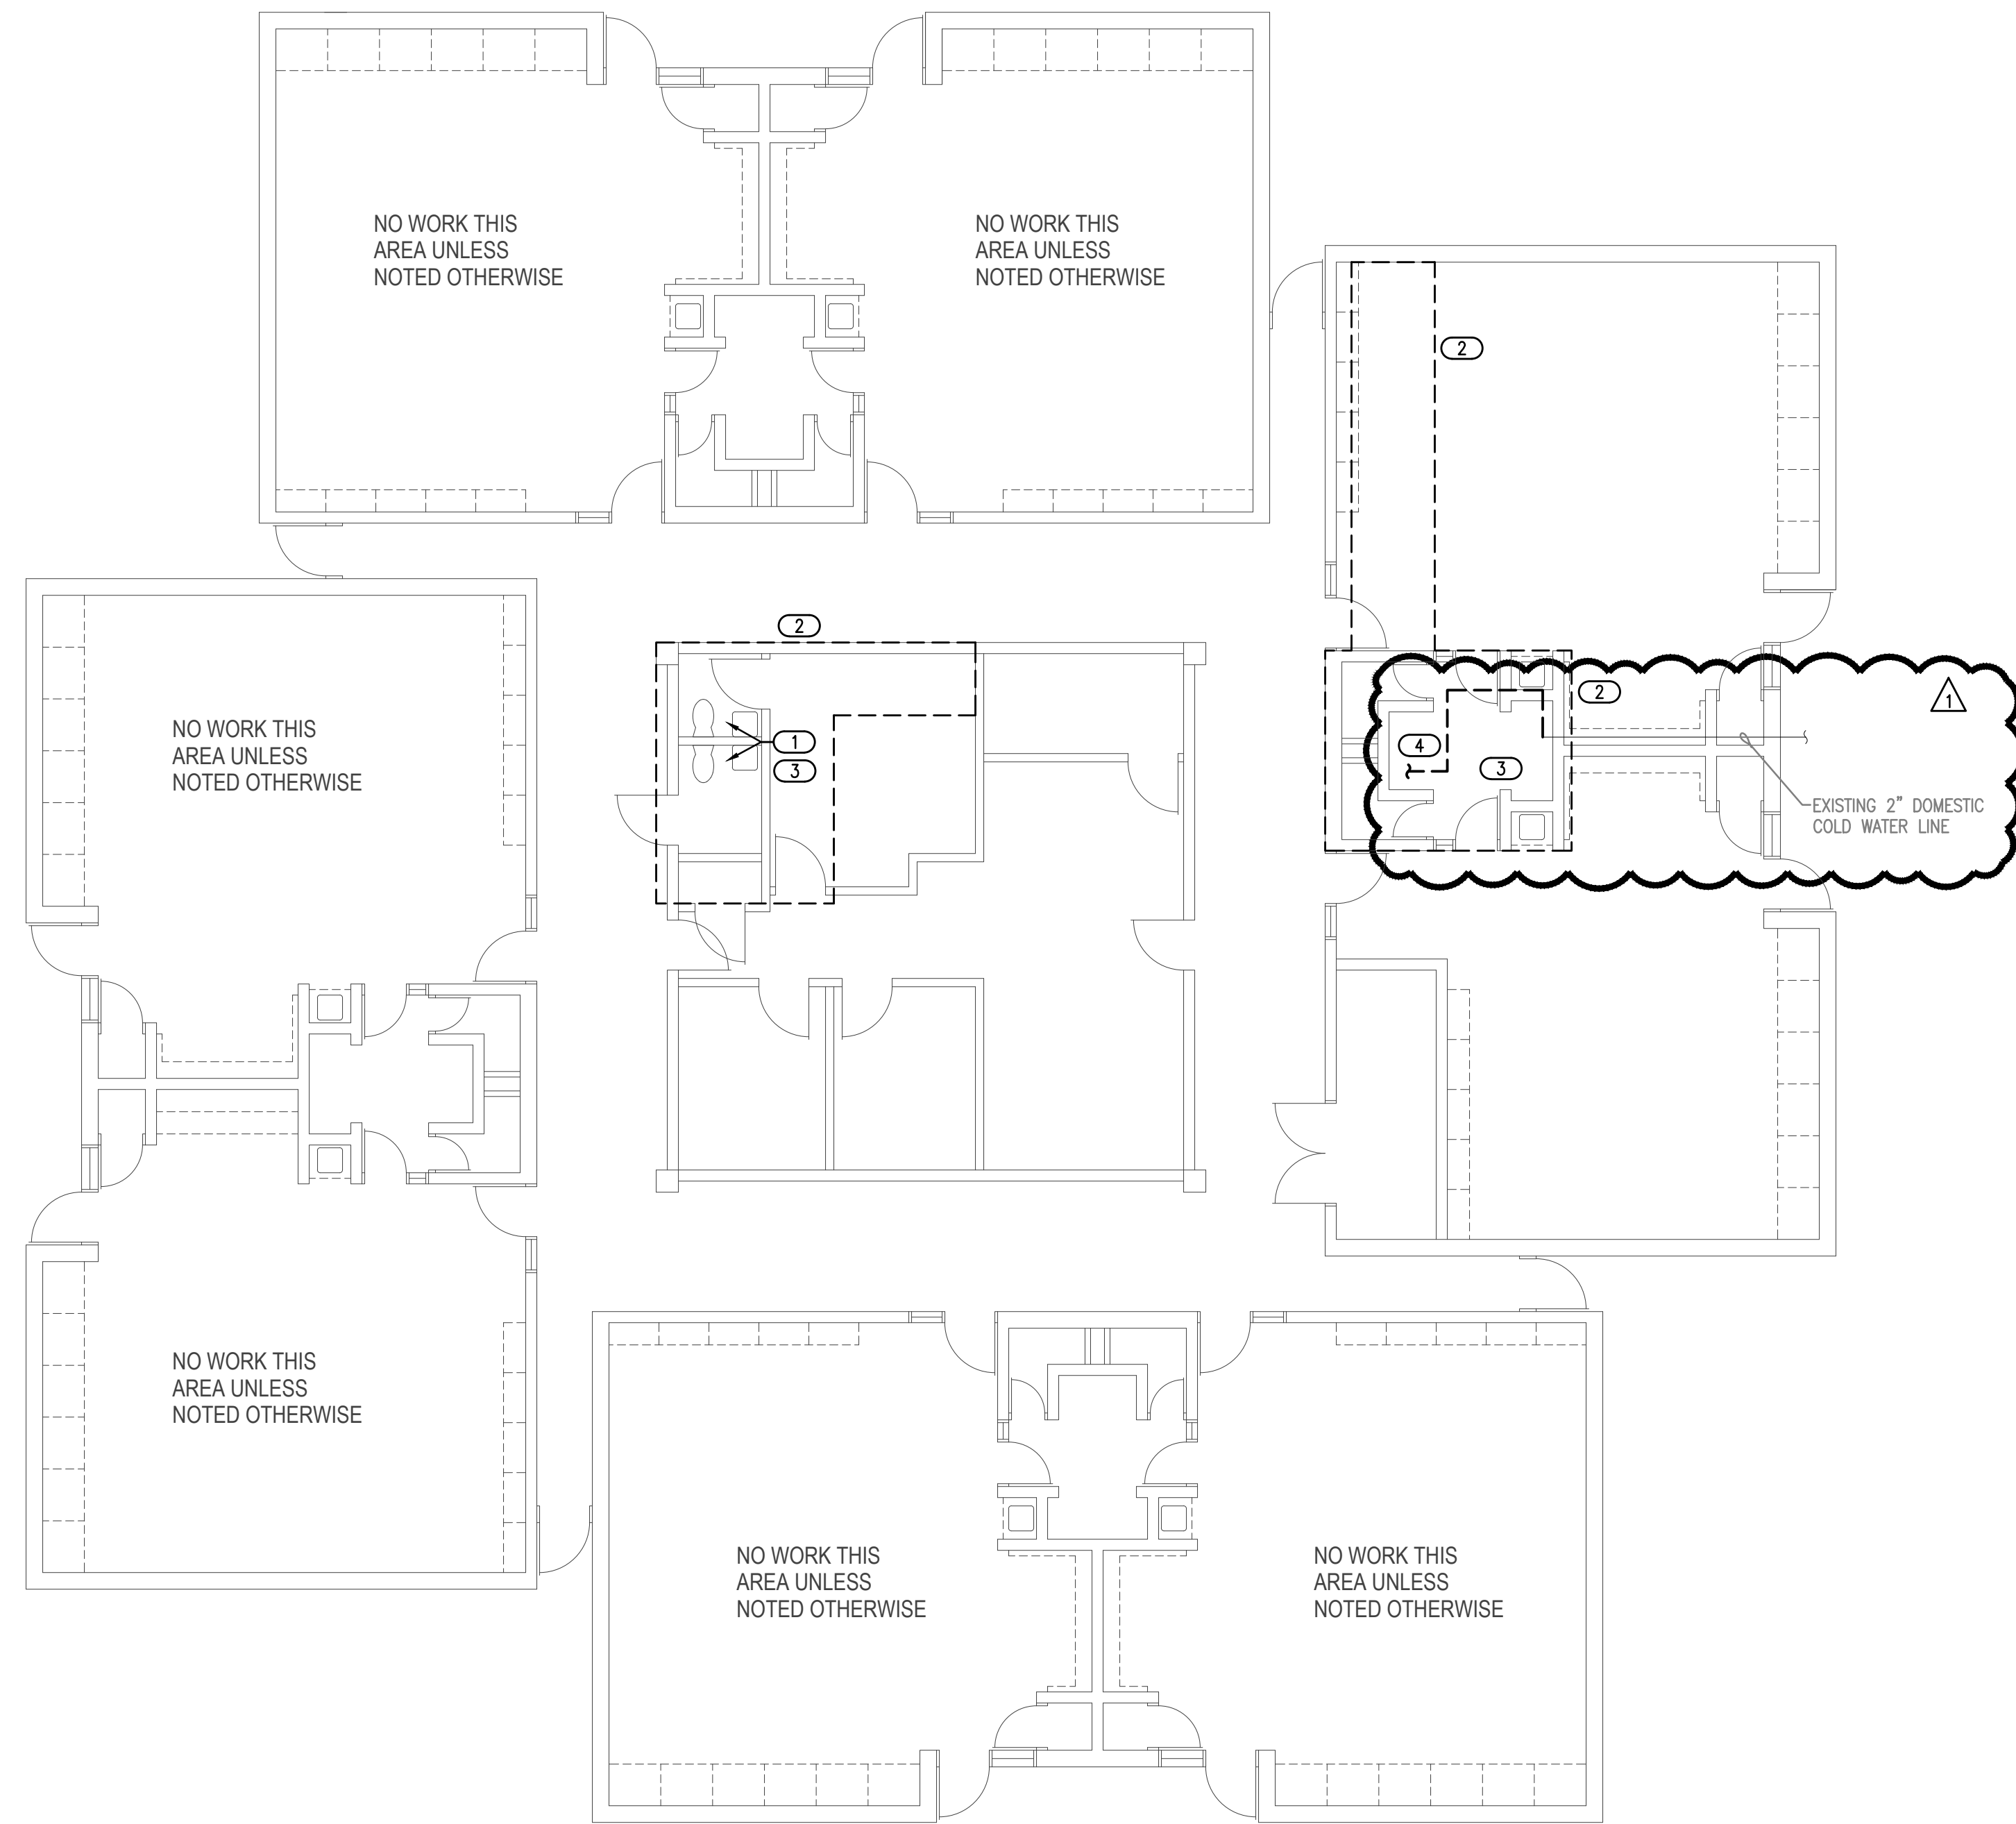 NO WORK THIS
AREA UNLESS
NOTED OTHERWISE
NO WORK THIS
AREA UNLESS
NOTED OTHERWISE
2
2
2
1
NO WORK THIS
AREA UNLESS
NOTED OTHERWISE
1
3
4
3
EXISTING 2" DOMESTIC
COLD WATER LINE
NO WORK THIS
AREA UNLESS
NOTED OTHERWISE
NO WORK THIS
AREA UNLESS
NOTED OTHERWISE
NO WORK THIS
AREA UNLESS
NOTED OTHERWISE